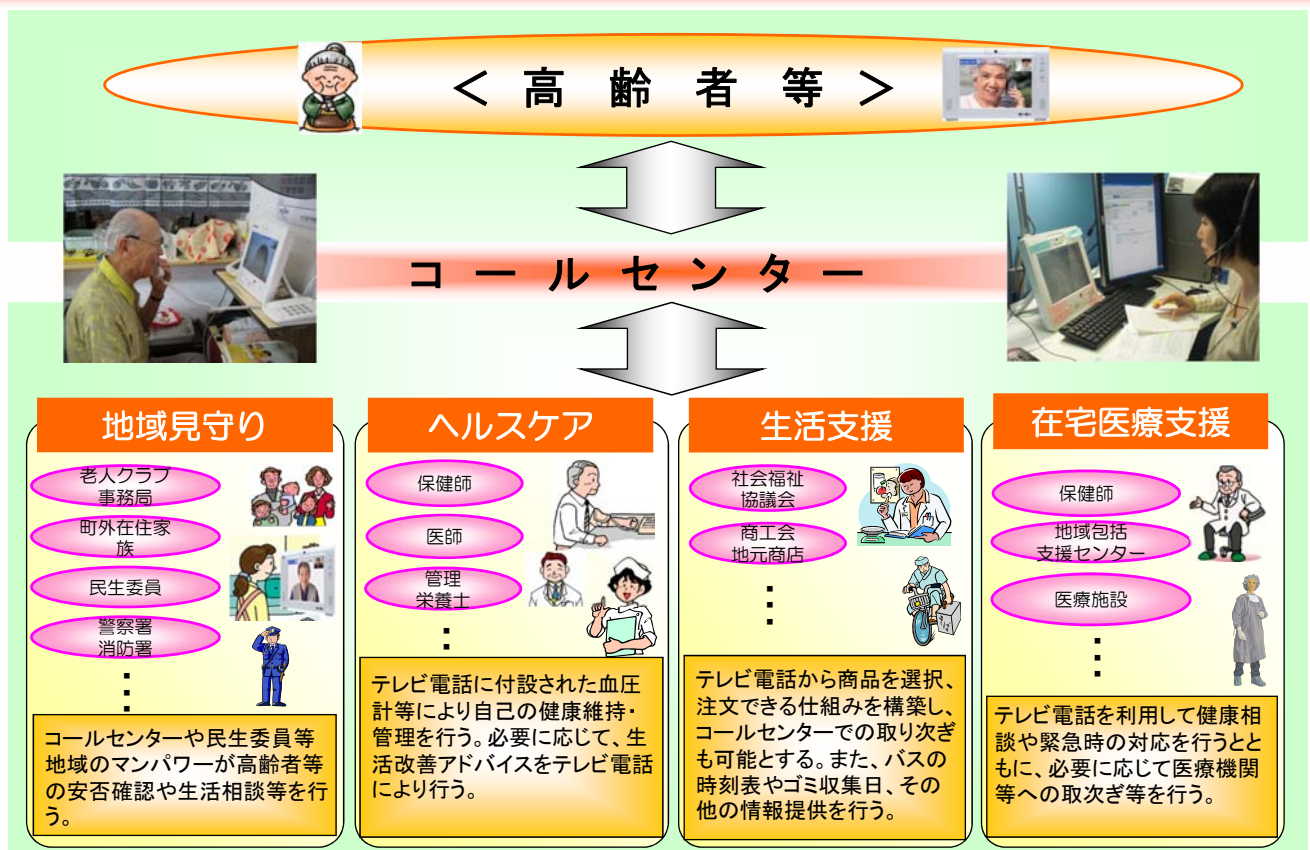 ＜高齢者等＞
コールセンター
地域見守り
老人クラブ
事務局
町外在住家
族
民生委員
警察署
消防署
コールセンターや民生委員等
地域のマンパワーが高齢者等
の安否確認や生活相談等を行
う。
ヘルスケア
保健師
医師
管理
栄養士
テレビ電話に付設された血圧
計等により自己の健康維持・
管理を行う。必要に応じて、生
活改善アドバイスをテレビ電話
により行う。
生活支援
社会福祉
協議会
商工会
地元商店
テレビ電話から商品を選択、
注文できる仕組みを構築し、
コールセンターでの取り次ぎ
も可能とする。また、バスの
時刻表やゴミ収集日、その
他の情報提供を行う。
在宅医療支援
保健師
地域包括
支援センター
医療施設
テレビ電話を利用して健康相
談や緊急時の対応を行うとと
もに、必要に応じて医療機関
等への取次ぎ等を行う。